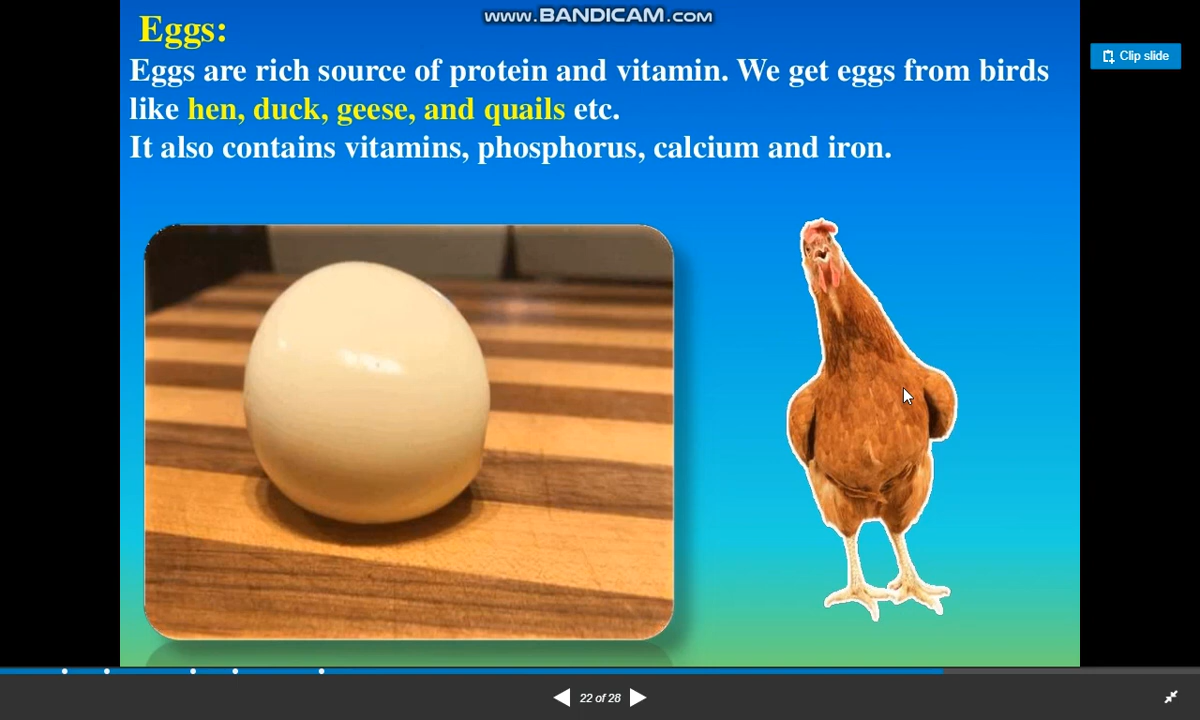 www.BANDICAM.com
Eggs:
Eggs are rich source of protein and vitamin. We get eggs from birds
like hen, duck, geese, and quails etc.
It also contains vitamins, phosphorus, calcium and iron.
Clip slide
22 of 28